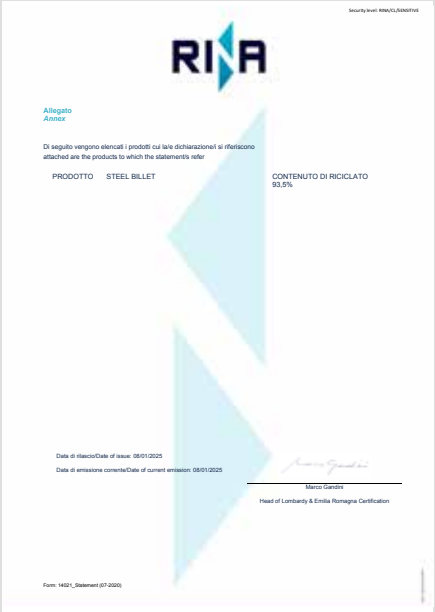 Security level: RINA/CL/SENSITIVE
RINA
Allegato
Annex
Di seguito vengono elencati i prodotti cui la/e dichiarazione/i si riferiscono
attached are the products to which the statement/s refer
PRODOTTO STEEL BILLET CONTENUTO DI RICICLATO
93,5%
Data di rilascio/Date of issue: 08/01/2025
Data di emissione corrente/Date of current emission: 08/01/2025
Marco Gandini
Marco Gandini
Head of Lombardy & Emilia Romagna Certification
Form: 14021_Statement (07-2020)